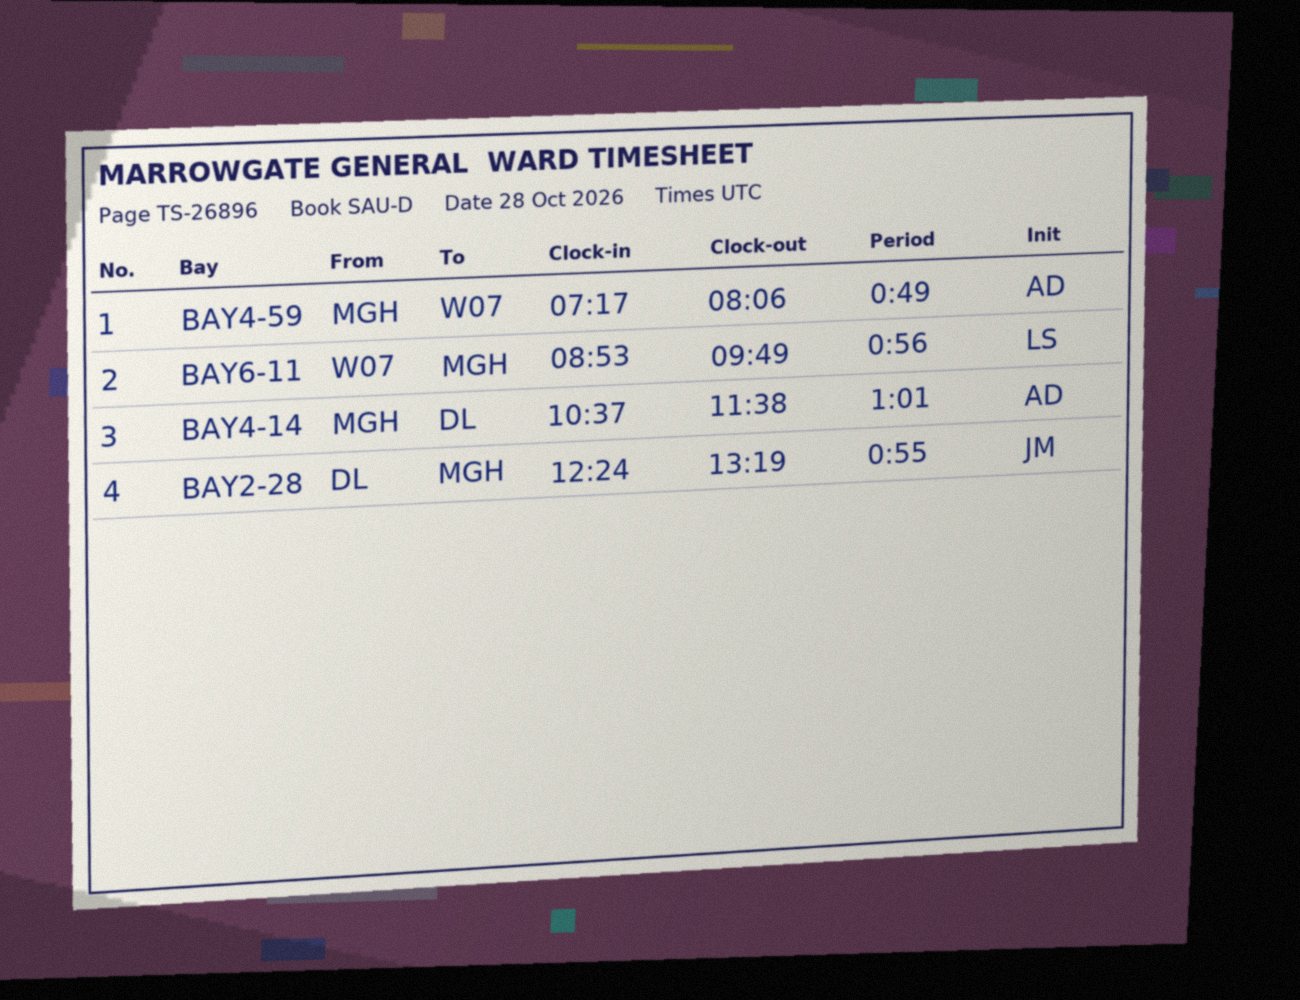 MARROWGATE GENERAL WARD TIMESHEET
Page TS-26896 Book SAU-D Date 28 Oct 2026 Times UTC
No. Bay From To Clock-in Clock-out Period Init
1 BAY4-59 MGH W07 07:17 08:06 0:49 AD
2 BAY6-11 W07 MGH 08:53 09:49 0:56 LS
3 BAY4-14 MGH DL 10:37 11:38 1:01 AD
4 BAY2-28 DL MGH 12:24 13:19 0:55 JM